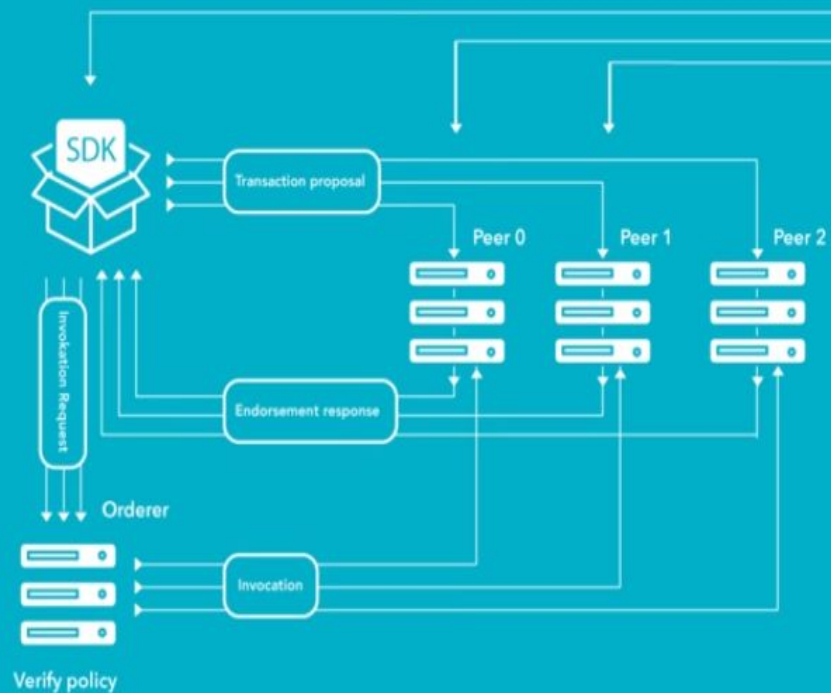 SDK
Transaction proposal
Peer 0
Peer 1
Peer 2
Invokation Request
Endorsement response
Orderer
Invocation
Verify policy